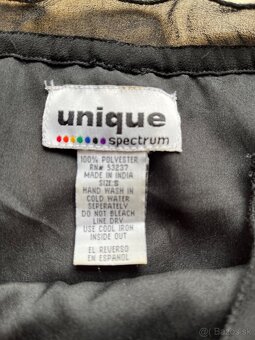 unique
spectrum
100% POLYESTER
RN# 53237
MADE IN INDIA
SIZE S
HAND WASH IN
COLD WATER
SEPERATELY
DO NOT BLEACH
LINE DRY
USE COOL IRON
INSIDE OUT
EL REVERSO
EN ESPANOL
bazos.sk